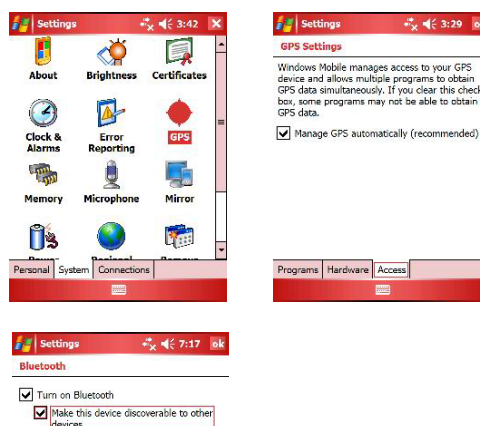 Settings 3:42
About Brightness Certificates
Clock & Alarms Error Reporting GPS
Memory Microphone Mirror
Power Regional Remove
Personal System Connections
Settings 3:29 ok
GPS Settings
Windows Mobile manages access to your GPS
device and allows multiple programs to obtain
GPS data simultaneously. If you clear this check
box, some programs may not be able to obtain
GPS data.
Manage GPS automatically (recommended)
Programs Hardware Access
Settings 7:17 ok
Bluetooth
Turn on Bluetooth
Make this device discoverable to other
devices